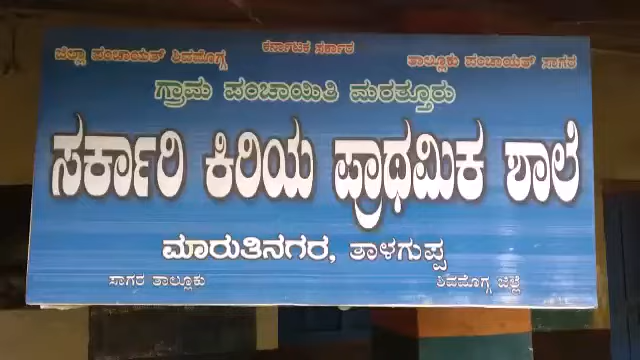 ಕರ್ನಾಟಕ ಸರ್ಕಾರ
ಜಿಲ್ಲಾ ಪಂಚಾಯತ್ ಶಿವಮೊಗ್ಗ ತಾಲ್ಲೂಕು ಪಂಚಾಯತ್ ಸಾಗರ
ಗ್ರಾಮ ಪಂಚಾಯಿತಿ ಮರತ್ತೂರು
ಸರ್ಕಾರಿ ಕಿರಿಯ ಪ್ರಾಥಮಿಕ ಶಾಲೆ
ಮಾರುತಿನಗರ, ತಾಳಗುಪ್ಪ
ಸಾಗರ ತಾಲ್ಲೂಕು ಶಿವಮೊಗ್ಗ ಜಿಲ್ಲೆ